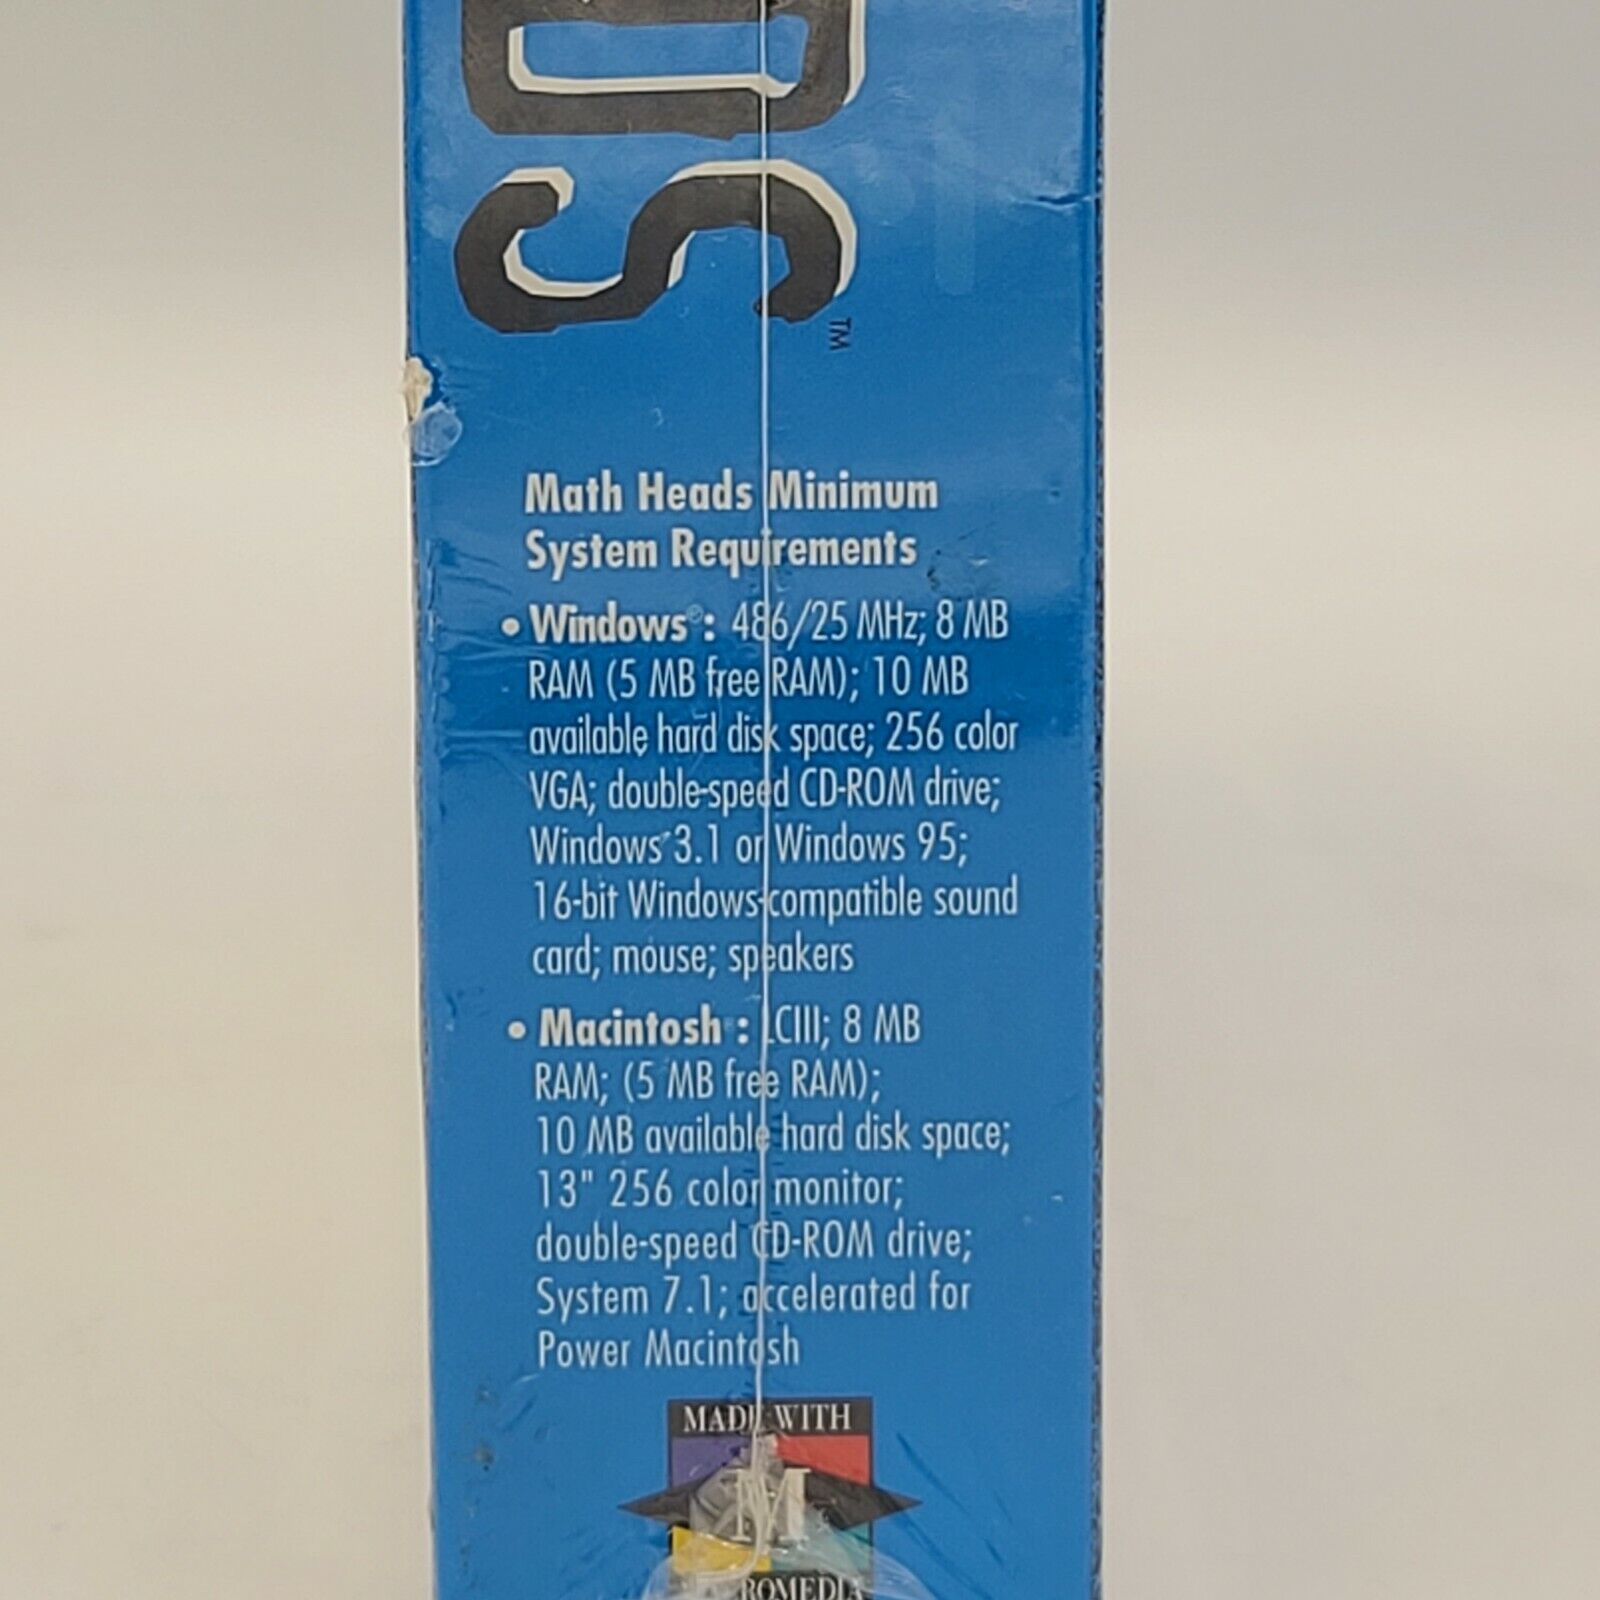 DS™
Math Heads Minimum
System Requirements
• Windows®: 486/25 MHz; 8 MB
RAM (5 MB free RAM); 10 MB
available hard disk space; 256 color
VGA; double-speed CD-ROM drive;
Windows 3.1 or Windows 95;
16-bit Windows-compatible sound
card; mouse; speakers
• Macintosh®: LCIII; 8 MB
RAM; (5 MB free RAM);
10 MB available hard disk space;
13" 256 color monitor;
double-speed CD-ROM drive;
System 7.1; accelerated for
Power Macintosh
MADE WITH
M
MACROMEDIA